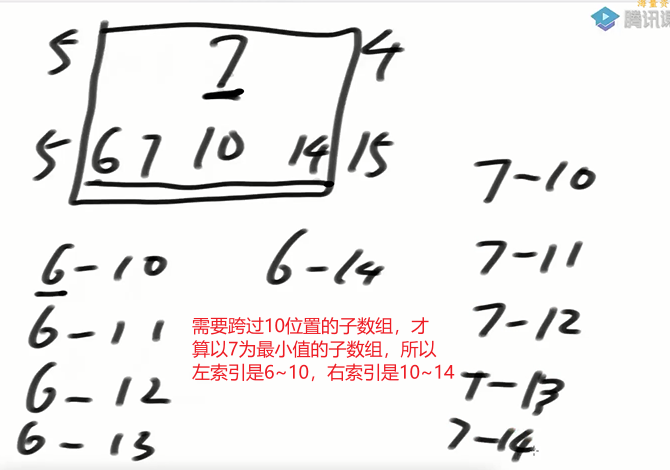 海量资
腾讯课
5 7 4
5 6 7 10 14 15
7-10
6-10 6-14 7-11
6-11 7-12
需要跨过10位置的子数组，才
算以7为最小值的子数组，所以
左索引是6~10，右索引是10~14
6-12 7-13
6-13 7-14